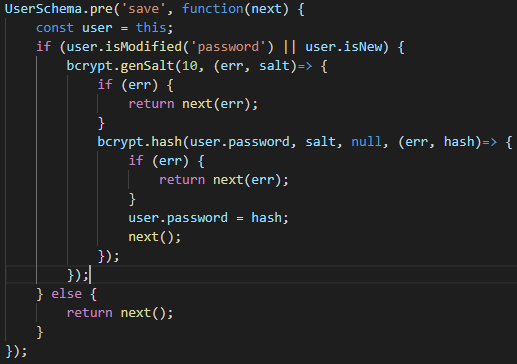 UserSchema.pre('save', function(next) {
    const user = this;
    if (user.isModified('password') || user.isNew) {
        bcrypt.genSalt(10, (err, salt)=> {
            if (err) {
                return next(err);
            }
            bcrypt.hash(user.password, salt, null, (err, hash)=> {
                if (err) {
                    return next(err);
                }
                user.password = hash;
                next();
            });
        });
    } else {
        return next();
    }
});